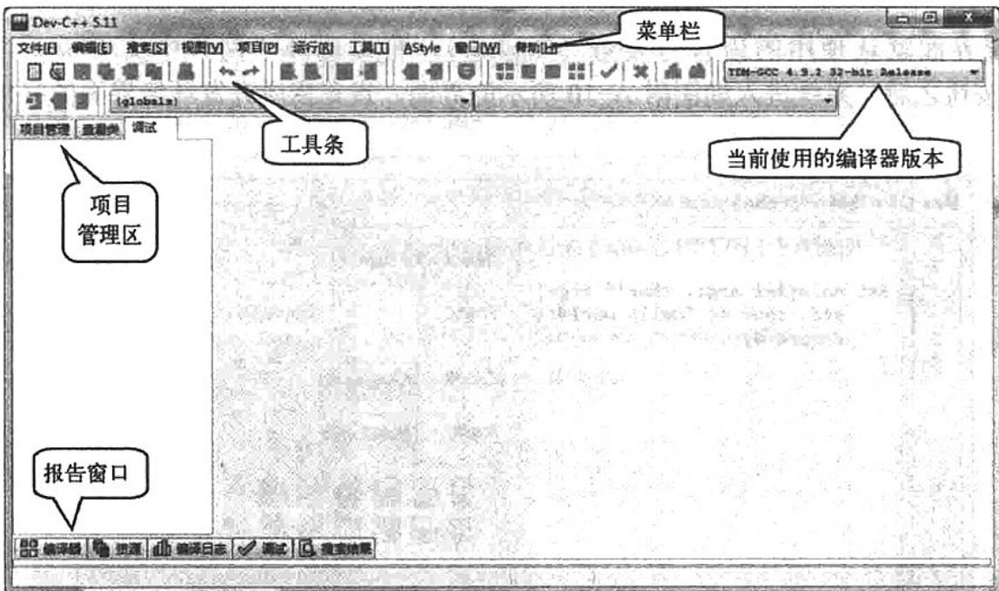 Dev-C++ 5.11
文件[F] 编辑[E] 搜索[S] 视图[V] 项目[P] 运行[R] 工具[T] AStyle 窗口[W] 帮助[H]
菜单栏
TDM-GCC 4.9.2 32-bit Release
(globals)
项目管理 查看类 调试
工具条
当前使用的编译器版本
项目
管理区
报告窗口
编译器 资源 编译日志 调试 搜索结果